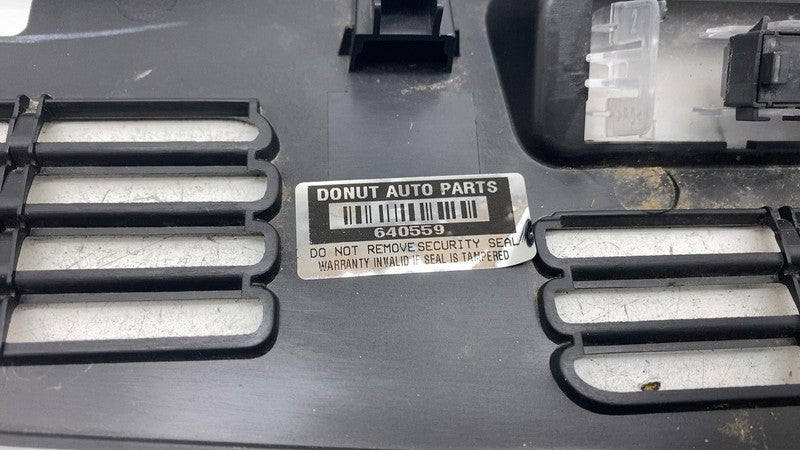 DONUT AUTO PARTS
640559
DO NOT REMOVE SECURITY SEAL
WARRANTY INVALID IF SEAL IS TAMPERED